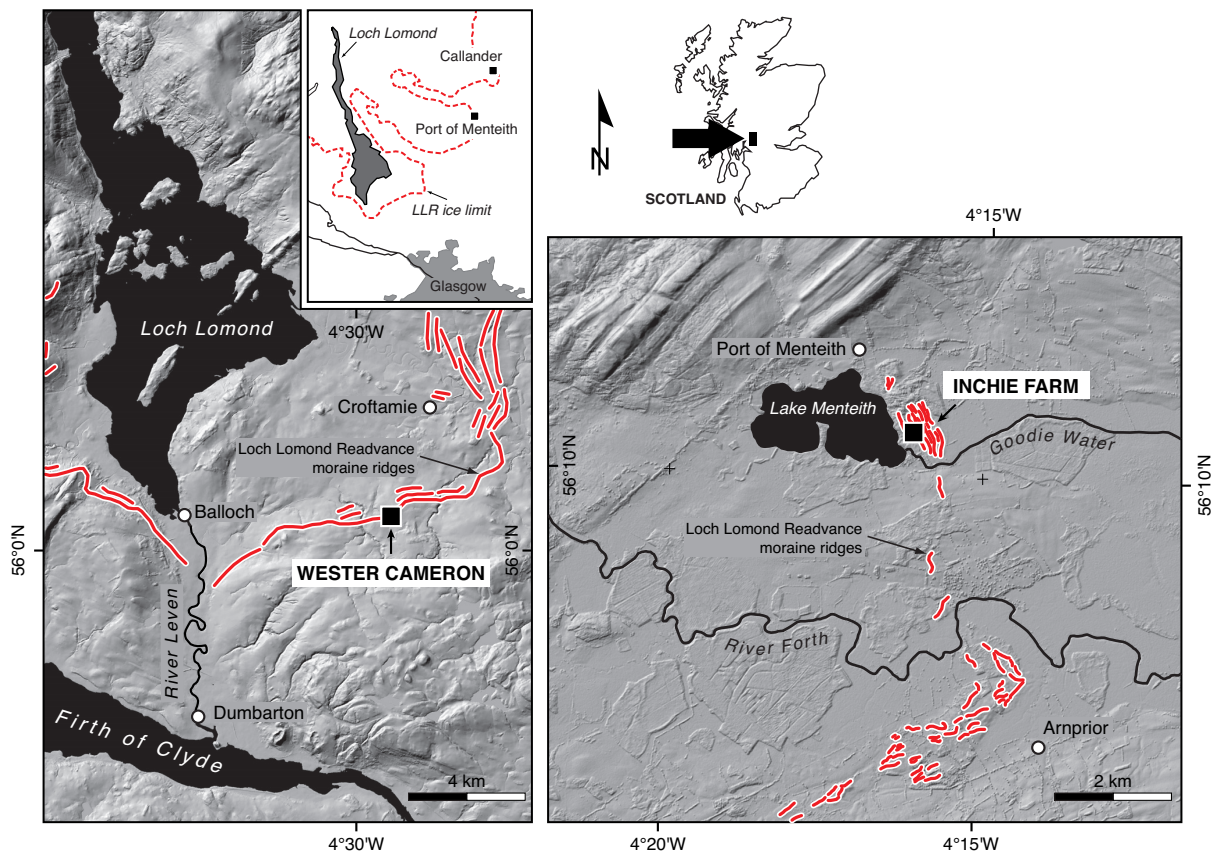 Loch Lomond
Callander
Port of Menteith
LLR ice limit
Glasgow
N
SCOTLAND
4°15'W
Loch Lomond
4°30'W
Croftamie
Loch Lomond Readvance
moraine ridges
Balloch
56°0'N
56°0'N
WESTER CAMERON
River Leven
Dumbarton
Firth of Clyde
4 km
4°30'W
Port of Menteith
INCHIE FARM
Lake Menteith
Goodie Water
56°10'N
56°10'N
Loch Lomond Readvance
moraine ridges
River Forth
Arnprior
2 km
4°20'W
4°15'W